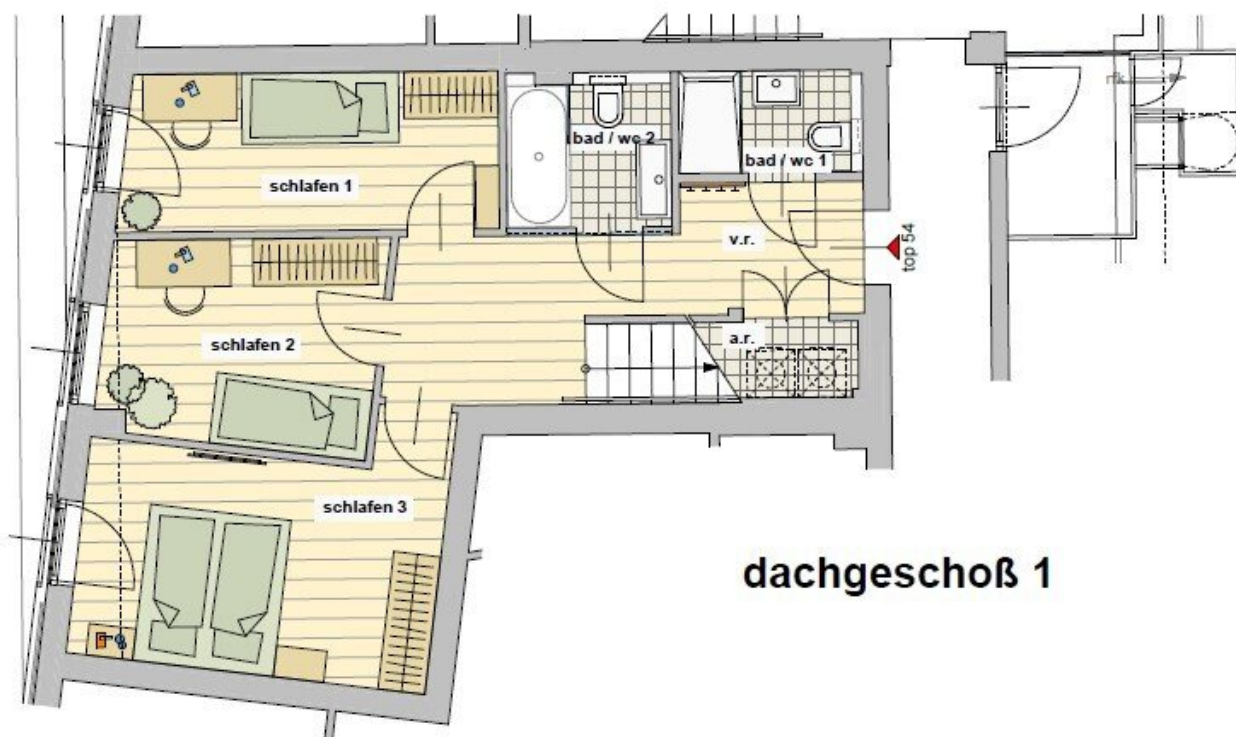 schlafen 1
bad / wc 2
bad / wc 1
v.r.
top 54
schlafen 2
a.r.
schlafen 3
dachgeschoß 1